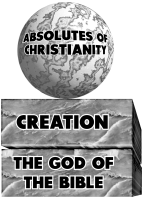 ABSOLUTES OF
CHRISTIANITY
CREATION
THE GOD OF
THE BIBLE